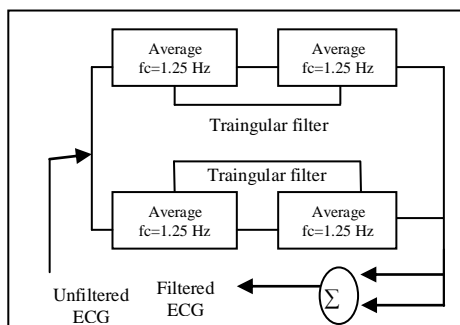 Average
fc=1.25 Hz
Average
fc=1.25 Hz
Traingular filter
Traingular filter
Average
fc=1.25 Hz
Average
fc=1.25 Hz
Unfiltered
ECG
Filtered
ECG
Σ